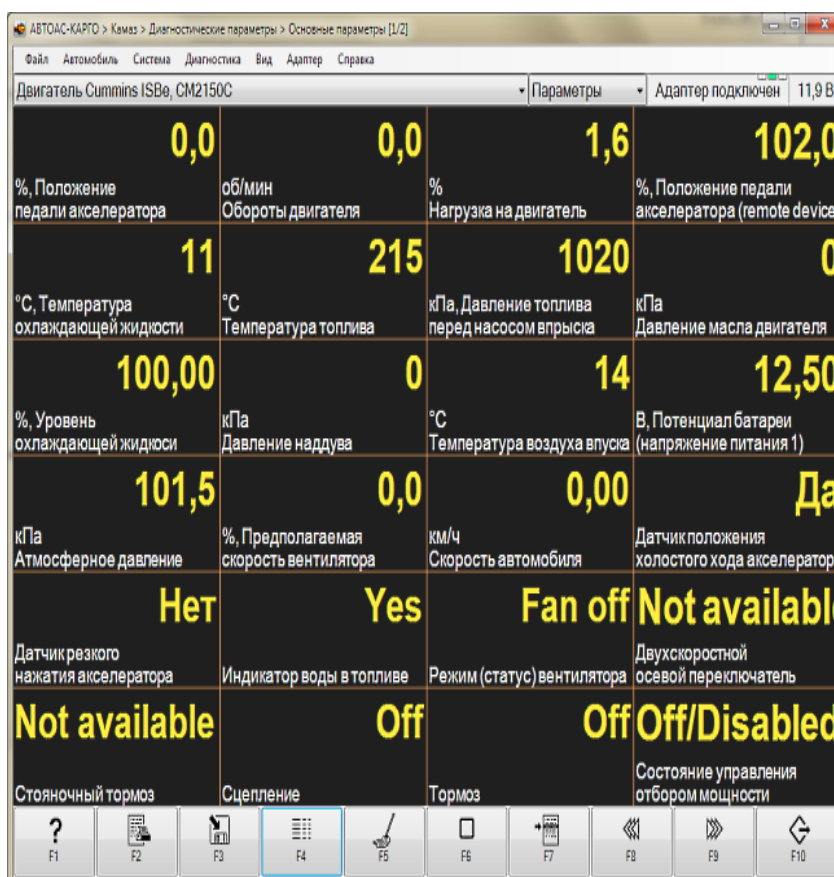 АВТОАС-КАРГО > Камаз > Диагностические параметры > Основные параметры [1/2]
Файл Автомобиль Система Диагностика Вид Адаптер Справка
Двигатель Cummins ISBe, CM2150C Параметры Адаптер подключен 11,9 В
0,0 0,0 1,6 102,0
%, Положение об/мин % %, Положение педали
педали акселератора Обороты двигателя Нагрузка на двигатель акселератора (remote device
11 215 1020 0
°C, Температура °C кПа, Давление топлива кПа
охлаждающей жидкости Температура топлива перед насосом впрыска Давление масла двигателя
100,00 0 14 12,50
%, Уровень кПа °C В, Потенциал батареи
охлаждающей жидкоси Давление наддува Температура воздуха впуска (напряжение питания 1)
101,5 0,0 0,00 Да
кПа %, Предполагаемая км/ч Датчик положения
Атмосферное давление скорость вентилятора Скорость автомобиля холостого хода акселератор
Нет Yes Fan off Not availabl
Датчик резкого Двухскоростной
нажатия акселератора Индикатор воды в топливе Режим (статус) вентилятора осевой переключатель
Not available Off Off Off/Disabled
Состояние управления
Стояночный тормоз Сцепление Тормоз отбором мощности
? F1 F2 F3 F4 F5 F6 F7 F8 F9 F10